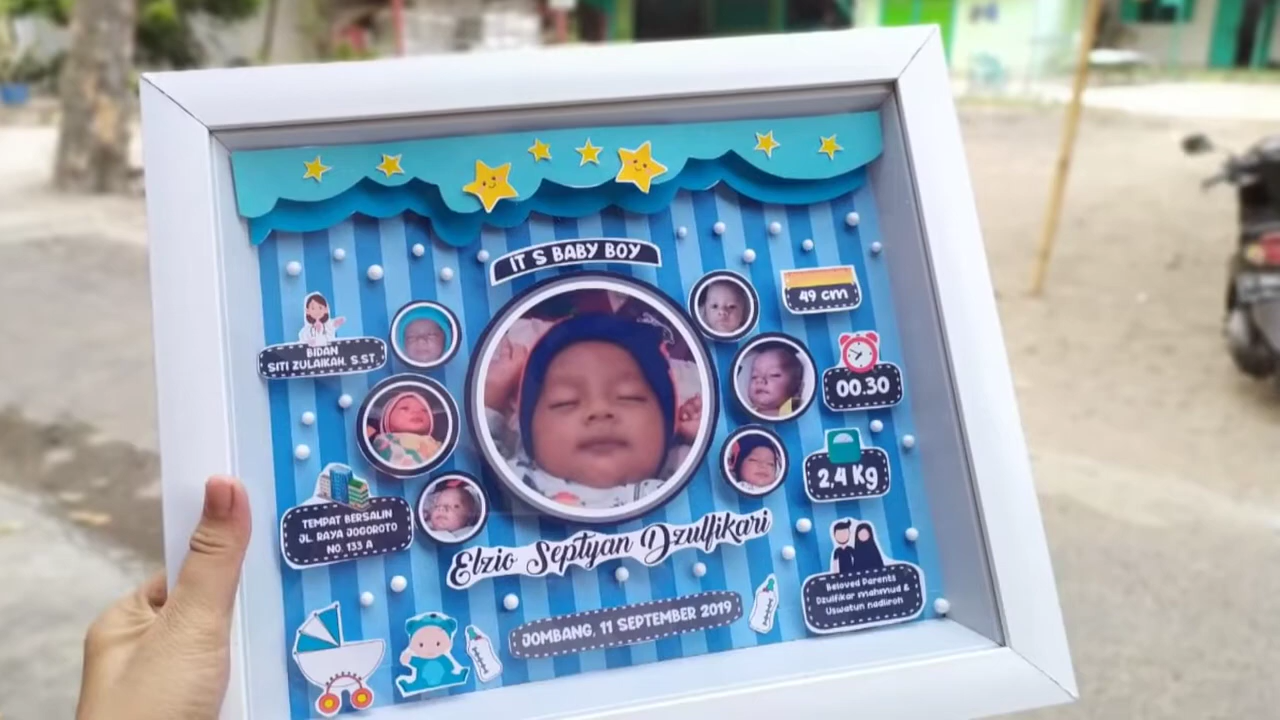 IT S BABY BOY
49 cm
BIDAN
SITI ZULAIKAH, S.ST
00.30
2,4 Kg
TEMPAT BERSALIN
JL. RAYA JOGOROTO
NO. 133 A
Elzio Septyan Dzulfikari
Beloved Parents
Dzulfikar mahmud &
Uswatun nadliroh
JOMBANG, 11 SEPTEMBER 2019